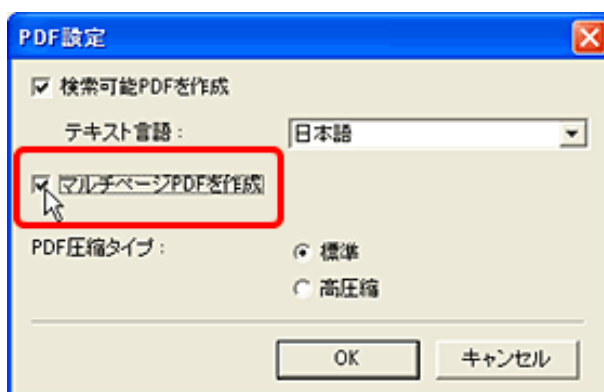 PDF設定
検索可能PDFを作成
テキスト言語： 日本語
マルチページPDFを作成
PDF圧縮タイプ： 標準
高圧縮
OK キャンセル